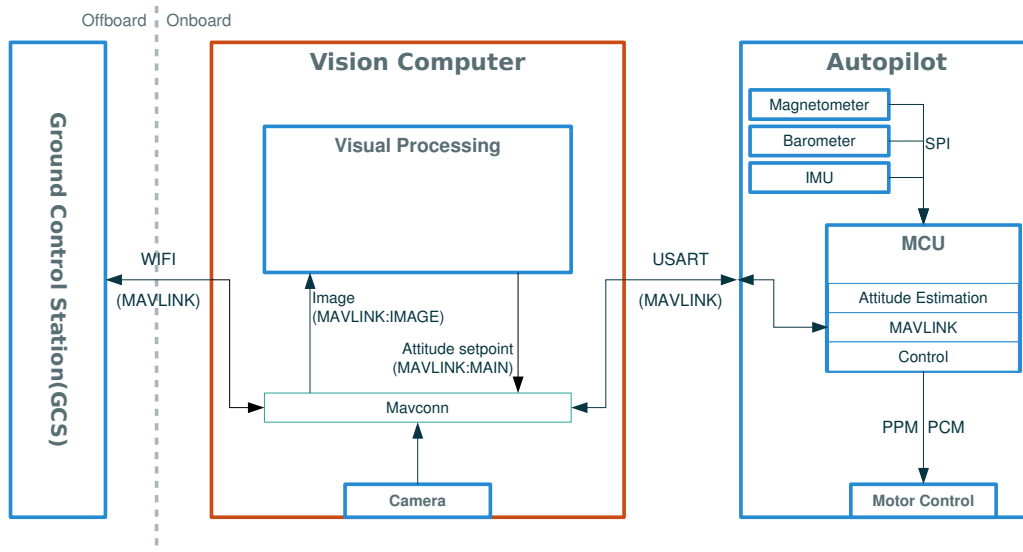 Offboard
Onboard
Ground Control Station(GCS)
WIFI
(MAVLINK)
Vision Computer
Visual Processing
Image
(MAVLINK:IMAGE)
Attitude setpoint
(MAVLINK:MAIN)
Mavconn
Camera
USART
(MAVLINK)
Autopilot
Magnetometer
Barometer
IMU
SPI
MCU
Attitude Estimation
MAVLINK
Control
PPM
PCM
Motor Control